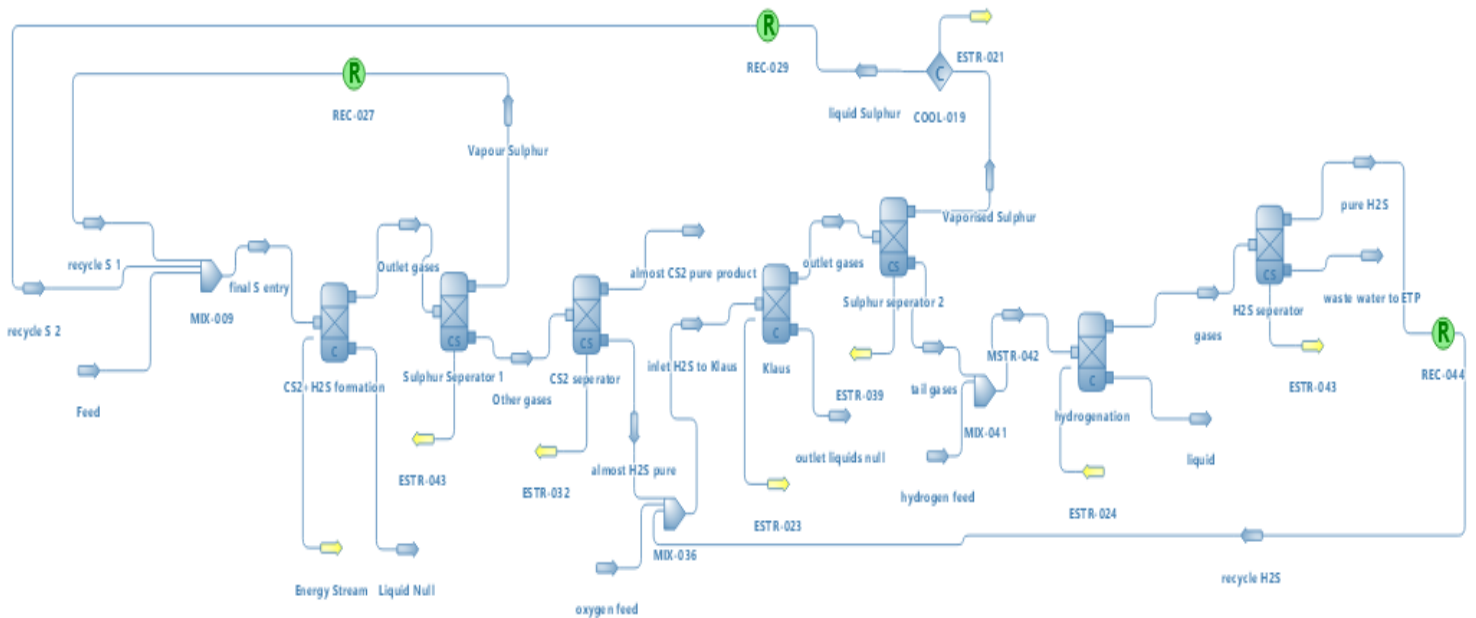 R
REC-029
ESTR-021
C
liquid Sulphur
COOL-019
R
REC-027
Vapour Sulphur
pure H2S
Vaporised Sulphur
CS
Sulphur seperator 2
outlet gases
almost CS2 pure product
Outlet gases
recycle S 1
final S entry
MIX-009
recycle S 2
Feed
C
CS2+H2S formation
CS
Sulphur Seperator 1
Other gases
CS
CS2 seperator
inlet H2S to Klaus
C
Klaus
ESTR-039
tail gases
MSTR-042
MIX-041
C
hydrogenation
gases
CS
H2S seperator
waste water to ETP
R
REC-044
ESTR-043
liquid
outlet liquids null
hydrogen feed
ESTR-024
ESTR-023
almost H2S pure
ESTR-043
ESTR-032
MIX-036
recycle H2S
Energy Stream
Liquid Null
oxygen feed